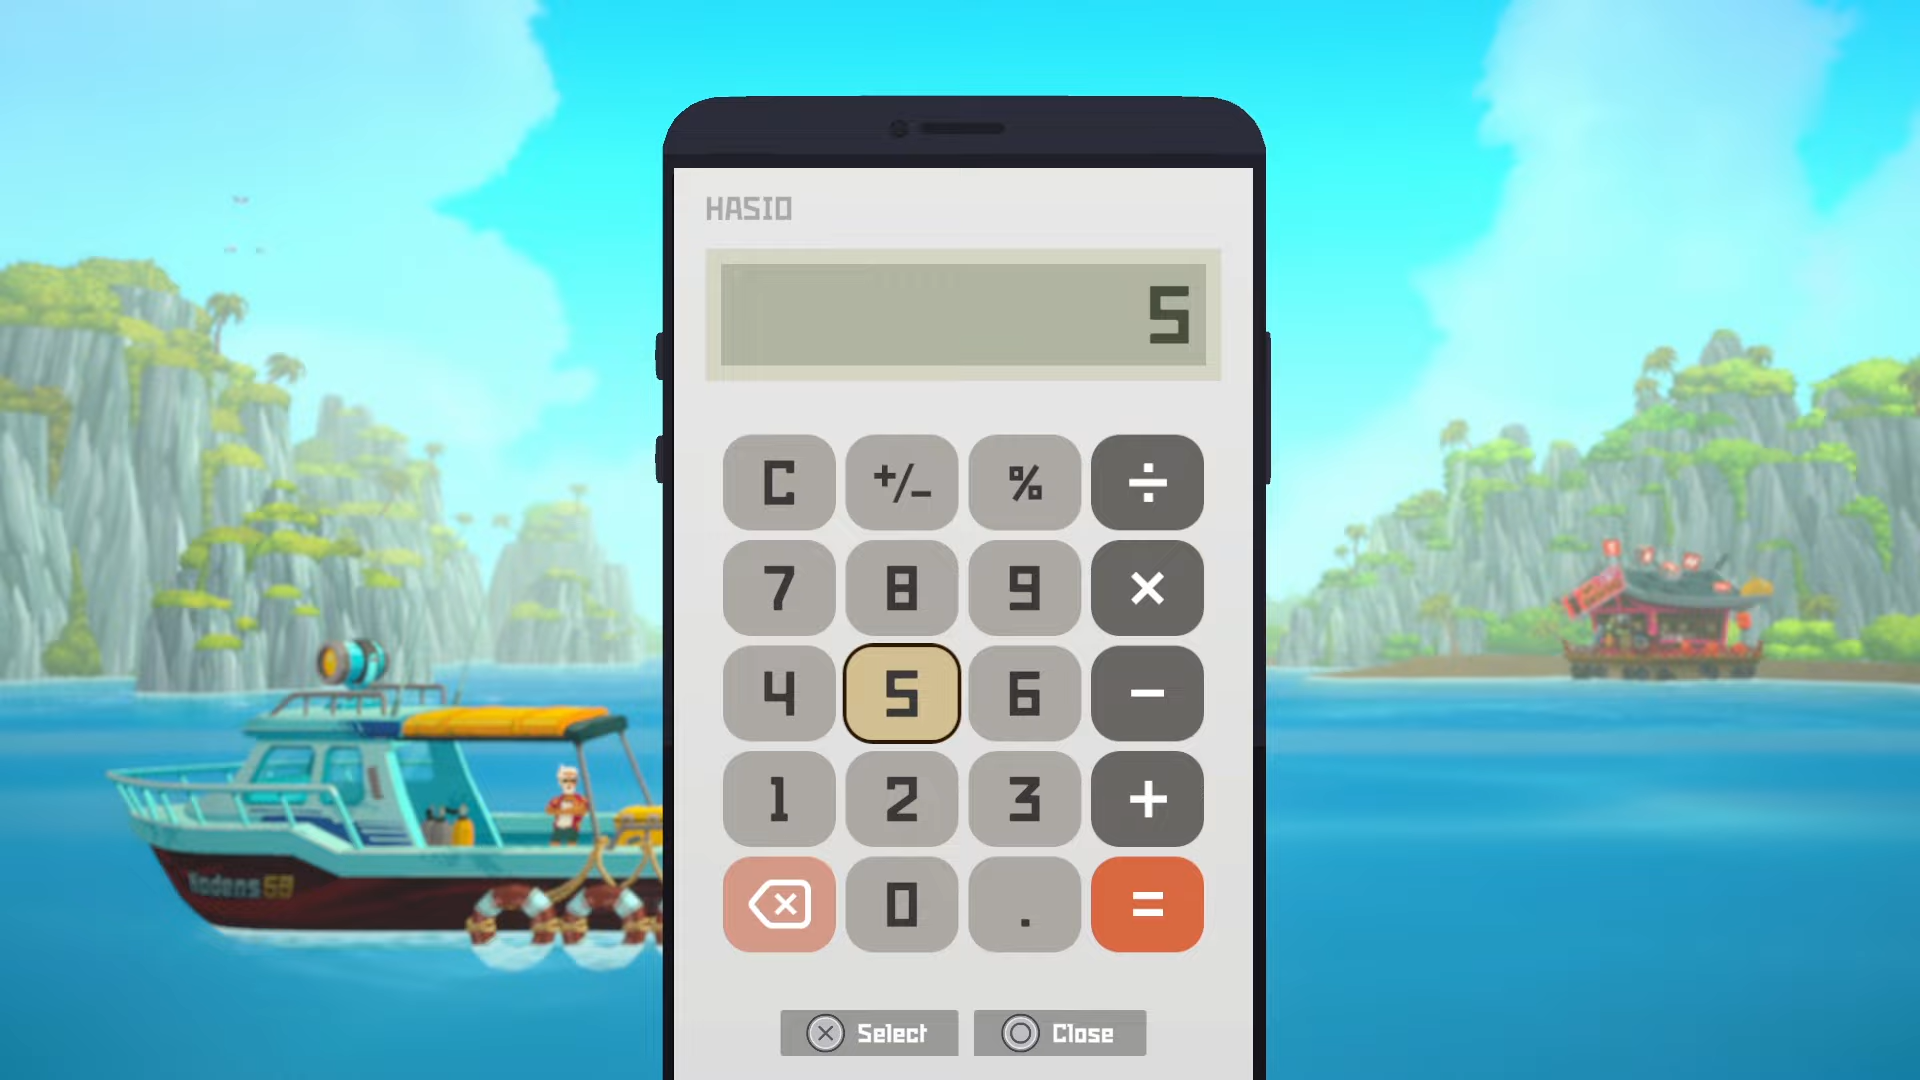 HASIO
5
C +/- % ÷
7 8 9 ×
4 5 6 −
1 2 3 +
0 . =
Select Close